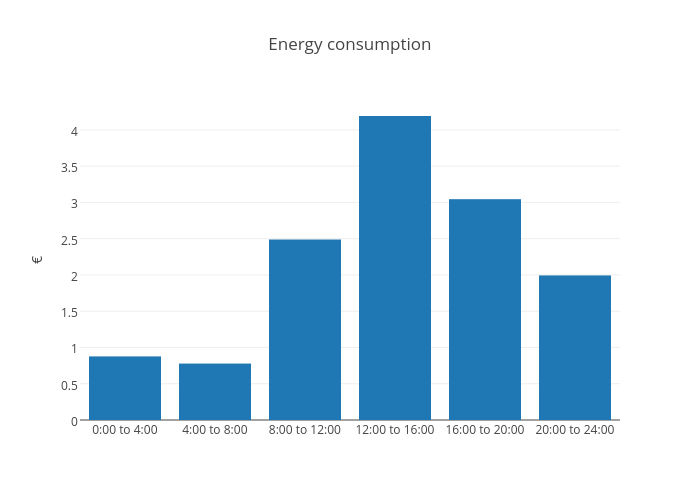 Energy consumption
€
4
3.5
3
2.5
2
1.5
1
0.5
0
0:00 to 4:00
4:00 to 8:00
8:00 to 12:00
12:00 to 16:00
16:00 to 20:00
20:00 to 24:00